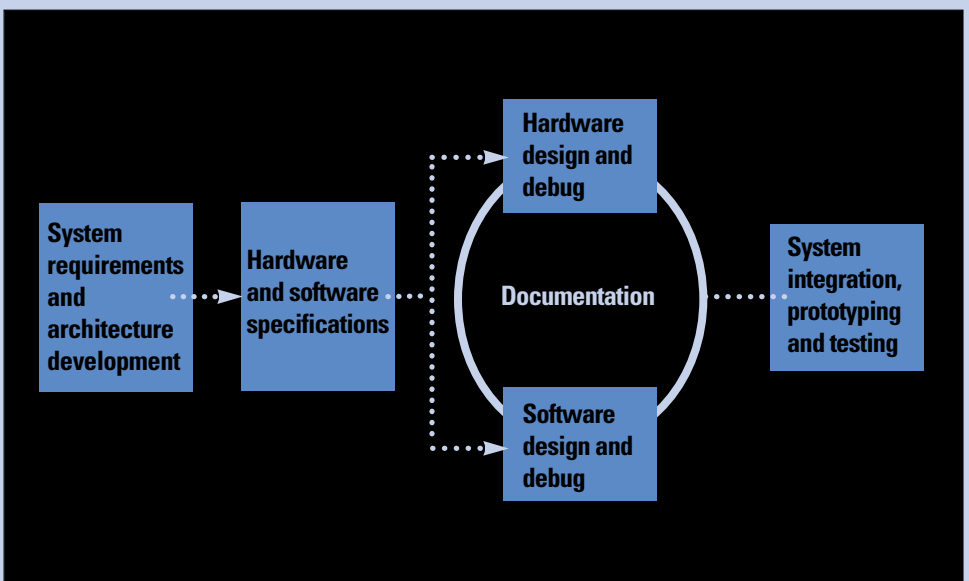 System
requirements
and
architecture
development
Hardware
and software
specifications
Hardware
design and
debug
Documentation
Software
design and
debug
System
integration,
prototyping
and testing